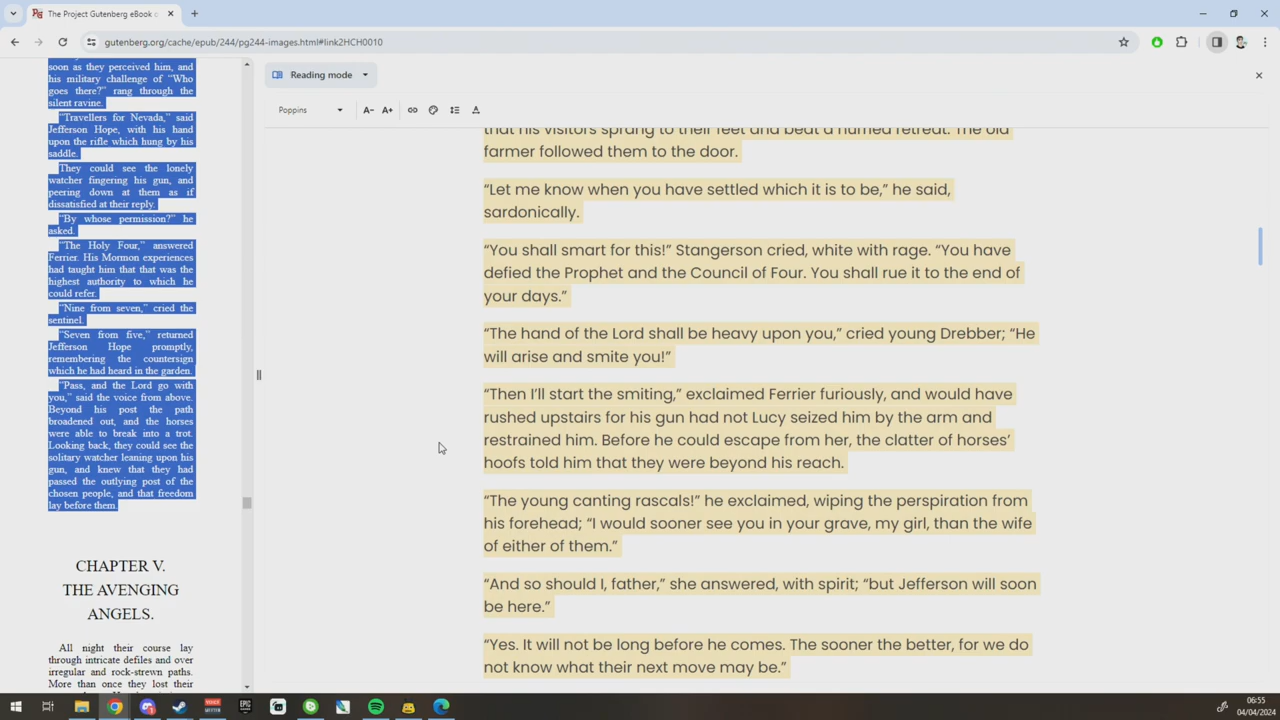 The Project Gutenberg eBook o
gutenberg.org/cache/epub/244/pg244-images.html#link2HCH0010
soon as they perceived him, and
his military challenge of “Who
goes there?” rang through the
silent ravine.
“Travellers for Nevada,” said
Jefferson Hope, with his hand
upon the rifle which hung by his
saddle.
They could see the lonely
watcher fingering his gun, and
peering down at them as if
dissatisfied at their reply.
“By whose permission?” he
asked.
“The Holy Four,” answered
Ferrier. His Mormon experiences
had taught him that that was the
highest authority to which he
could refer.
“Nine from seven,” cried the
sentinel.
“Seven from five,” returned
Jefferson Hope promptly,
remembering the countersign
which he had heard in the garden.
“Pass, and the Lord go with
you,” said the voice from above.
Beyond his post the path
broadened out, and the horses
were able to break into a trot.
Looking back, they could see the
solitary watcher leaning upon his
gun, and knew that they had
passed the outlying post of the
chosen people, and that freedom
lay before them.
CHAPTER V.
THE AVENGING
ANGELS.
All night their course lay
through intricate defiles and over
irregular and rock-strewn paths.
More than once they lost their
Reading mode
Poppins
A-
A+
that his visitors sprang to their feet and beat a hurried retreat. The old
farmer followed them to the door.
“Let me know when you have settled which it is to be,” he said,
sardonically.
“You shall smart for this!” Stangerson cried, white with rage. “You have
defied the Prophet and the Council of Four. You shall rue it to the end of
your days.”
“The hand of the Lord shall be heavy upon you,” cried young Drebber; “He
will arise and smite you!”
“Then I’ll start the smiting,” exclaimed Ferrier furiously, and would have
rushed upstairs for his gun had not Lucy seized him by the arm and
restrained him. Before he could escape from her, the clatter of horses’
hoofs told him that they were beyond his reach.
“The young canting rascals!” he exclaimed, wiping the perspiration from
his forehead; “I would sooner see you in your grave, my girl, than the wife
of either of them.”
“And so should I, father,” she answered, with spirit; “but Jefferson will soon
be here.”
“Yes. It will not be long before he comes. The sooner the better, for we do
not know what their next move may be.”
06:55
04/04/2024